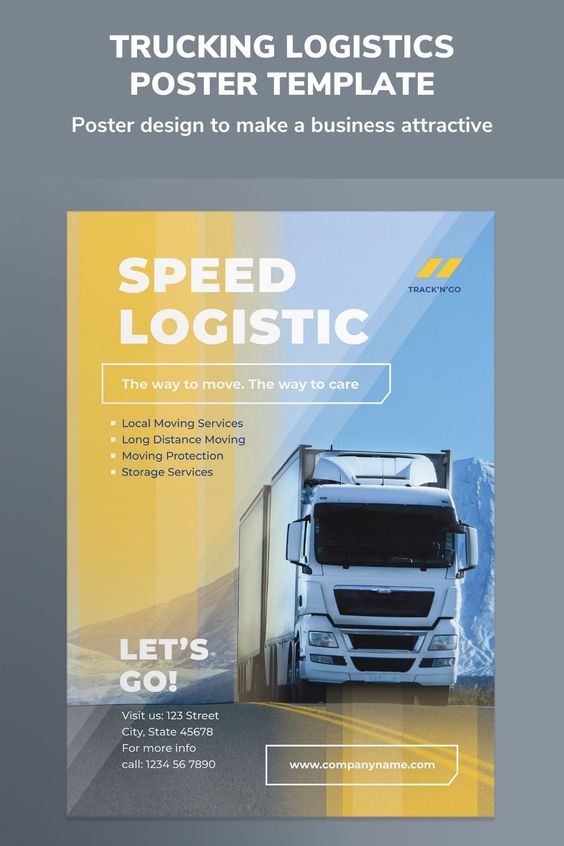 TRUCKING LOGISTICS
POSTER TEMPLATE
Poster design to make a business attractive
SPEED
LOGISTIC
TRACK'N'GO
The way to move. The way to care
Local Moving Services
Long Distance Moving
Moving Protection
Storage Services
LET'S
GO!
Visit us: 123 Street
City, State 45678
For more info
call: 1234 56 7890
www.companyname.com